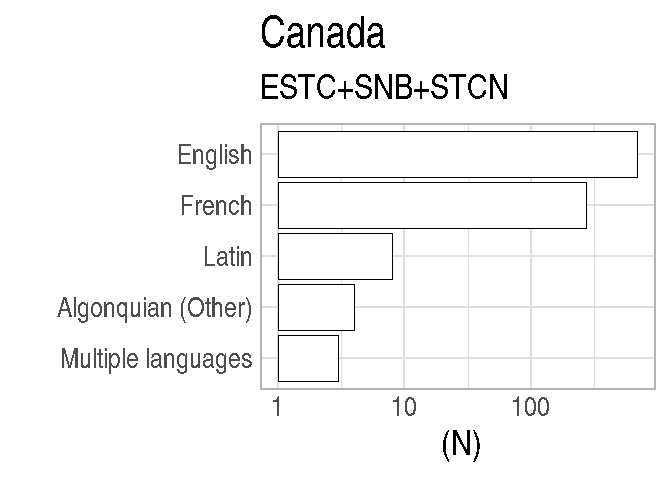 Canada
ESTC+SNB+STCN
English
French
Latin
Algonquian (Other)
Multiple languages
1 10 100
(N)